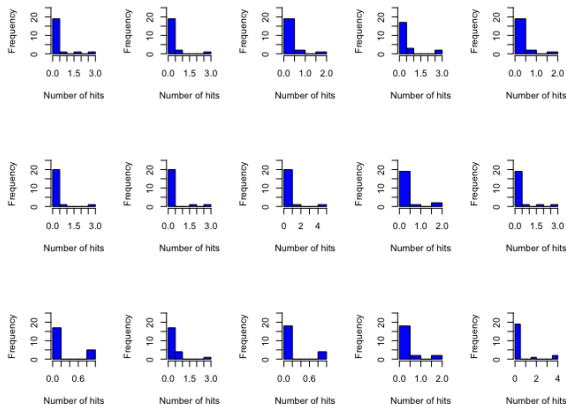 Frequency Frequency Frequency Frequency Frequency
20 20 20 20 20
10 10 10 10 10
0 0 0 0 0
0.0 1.5 3.0 0.0 1.5 3.0 0.0 1.0 2.0 0.0 1.5 3.0 0.0 1.0 2.0
Number of hits Number of hits Number of hits Number of hits Number of hits
Frequency Frequency Frequency Frequency Frequency
20 20 20 20 20
10 10 10 10 10
0 0 0 0 0
0.0 1.5 3.0 0.0 1.5 3.0 0 2 4 0.0 1.0 2.0 0.0 1.5 3.0
Number of hits Number of hits Number of hits Number of hits Number of hits
Frequency Frequency Frequency Frequency Frequency
20 20 20 20 20
10 10 10 10 10
0 0 0 0 0
0.0 0.6 0.0 1.5 3.0 0.0 0.6 0.0 1.0 2.0 0 2 4
Number of hits Number of hits Number of hits Number of hits Number of hits